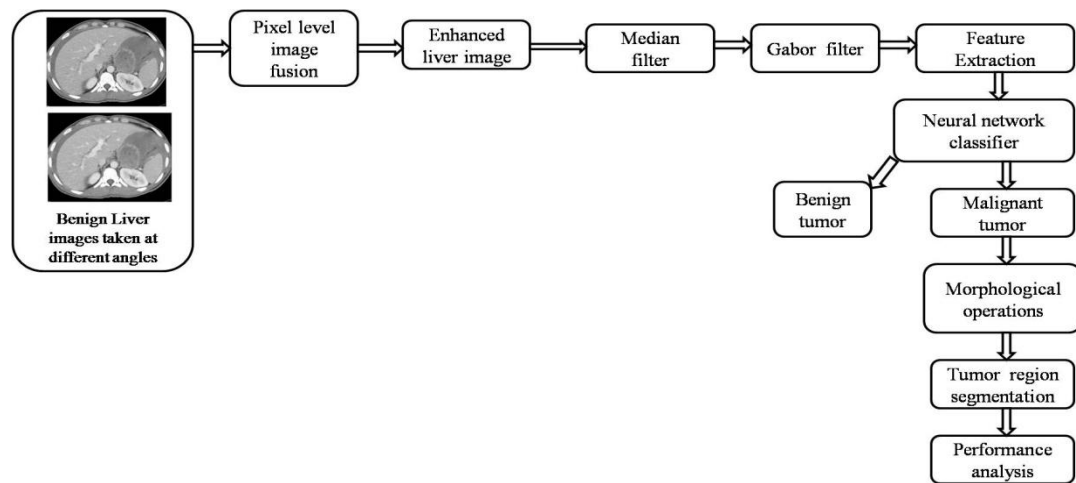 Benign Liver
images taken at
different angles
Pixel level
image
fusion
Enhanced
liver image
Median
filter
Gabor filter
Feature
Extraction
Neural network
classifier
Benign
tumor
Malignant
tumor
Morphological
operations
Tumor region
segmentation
Performance
analysis